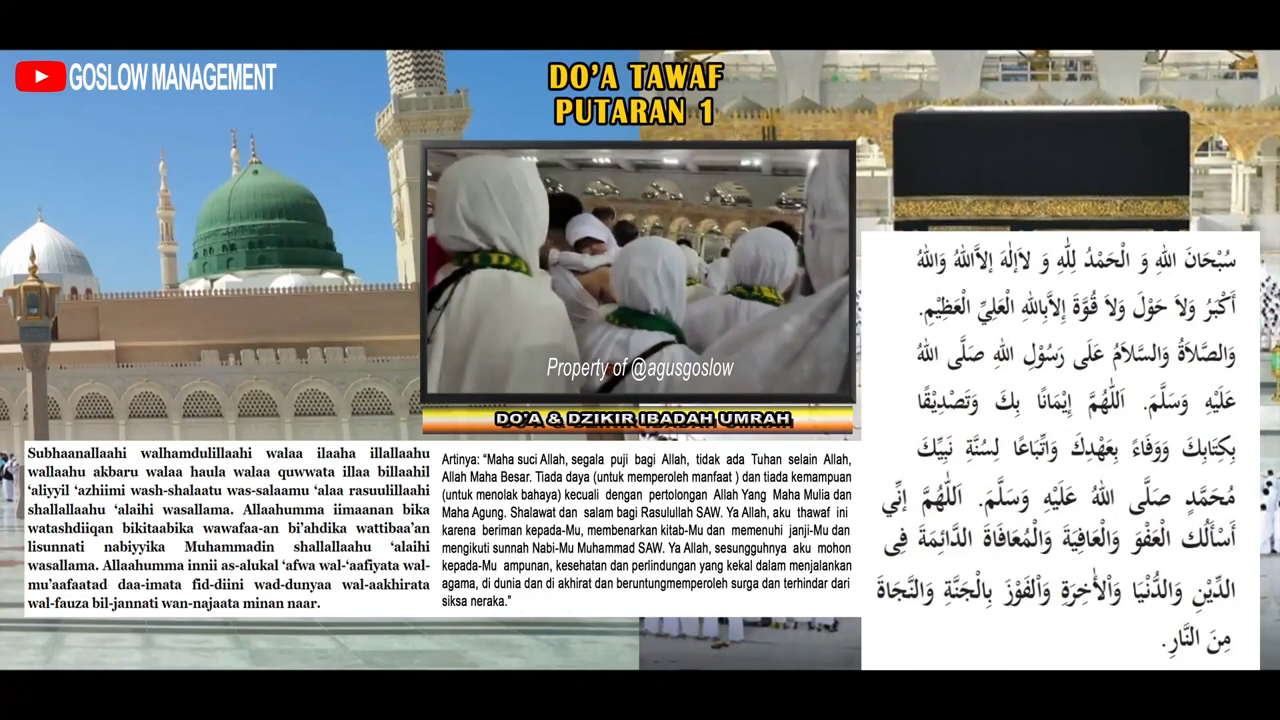 GOSLOW MANAGEMENT
DO'A TAWAF
PUTARAN 1
Property of @agusgoslow
DO'A & DZIKIR IBADAH UMRAH
Subhaanallaahi walhamdulillaahi walaa ilaaha illallaahu
wallaahu akbaru walaa haula walaa quwwata illaa billaahil
‘aliyyil ‘azhiimi wash-shalaatu was-salaamu ‘alaa rasuulillaahi
shallallaahu ‘alaihi wasallama. Allaahumma iimaanan bika
watashdiiqan bikitaabika wawafaa-an bi’ahdika wattibaa’an
lisunnati nabiyyika Muhammadin shallallaahu ‘alaihi
wasallama. Allaahumma innii as-alukal ‘afwa wal-‘aafiyata wal-
mu’aafaatad daa-imata fid-diini wad-dunyaa wal-aakhirata
wal-fauza bil-jannati wan-najaata minan naar.
Artinya: “Maha suci Allah, segala puji bagi Allah, tidak ada Tuhan selain Allah,
Allah Maha Besar. Tiada daya (untuk memperoleh manfaat ) dan tiada kemampuan
(untuk menolak bahaya) kecuali dengan pertolongan Allah Yang Maha Mulia dan
Maha Agung. Shalawat dan salam bagi Rasulullah SAW. Ya Allah, aku thawaf ini
karena beriman kepada-Mu, membenarkan kitab-Mu dan memenuhi janji-Mu dan
mengikuti sunnah Nabi-Mu Muhammad SAW. Ya Allah, sesungguhnya aku mohon
kepada-Mu ampunan, kesehatan dan perlindungan yang kekal dalam menjalankan
agama, di dunia dan di akhirat dan beruntungmemperoleh surga dan terhindar dari
siksa neraka.”
سُبْحَانَ اللهِ وَ الْحَمْدُ لِلّٰهِ وَ لاَإِلٰهَ إِلاَّاللهُ وَاللهُ
أَكْبَرُ وَلاَ حَوْلَ وَلاَ قُوَّةَ إِلاَّبِاللهِ الْعَلِيِّ الْعَظِيْمِ.
وَالصَّلاَةُ وَالسَّلاَمُ عَلَى رَسُوْلِ اللهِ صَلَّى اللهُ
عَلَيْهِ وَسَلَّمَ. اَللّٰهُمَّ إِيْمَانًا بِكَ وَتَصْدِيْقًا
بِكِتَابِكَ وَوَفَاءً بِعَهْدِكَ وَاتِّبَاعًا لِسُنَّةِ نَبِيِّكَ
مُحَمَّدٍ صَلَّى اللهُ عَلَيْهِ وَسَلَّمَ. اَللّٰهُمَّ إِنِّي
أَسْأَلُكَ الْعَفْوَ وَالْعَافِيَةَ وَالْمُعَافَاةَ الدَّائِمَةَ فِى
الدِّيْنِ وَالدُّنْيَا وَاْلأَخِرَةِ وَاْلفَوْزَ بِالْجَنَّةِ وَالنَّجَاةَ
مِنَ النَّارِ.